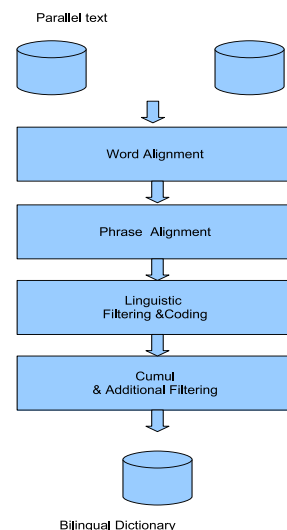 Parallel text
Word Alignment
Phrase Alignment
Linguistic
Filtering &Coding
Cumul
& Additional Filtering
Bilingual Dictionary